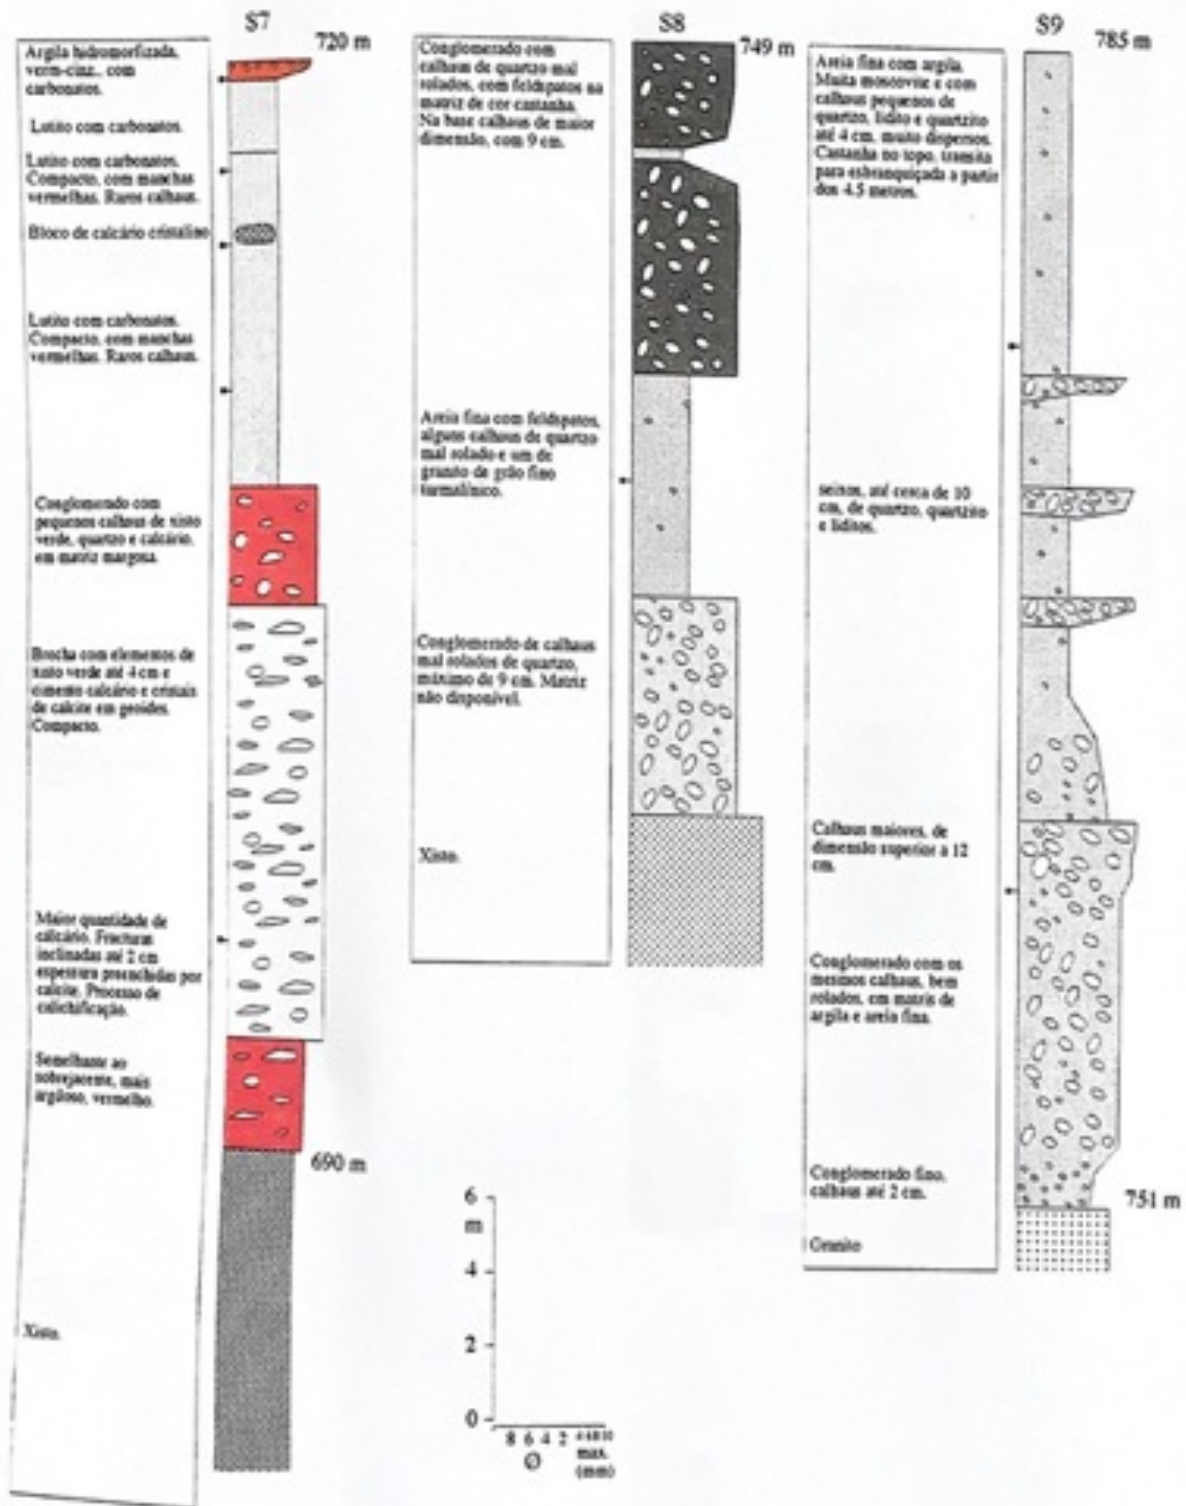 S7
720 m
Argila hidromorfizada,
verm-cinz., com
carbonatos.
Lutito com carbonatos.
Lutito com carbonatos.
Compacto, com manchas
vermelhas. Raros calhaus.
Bloco de calcário cristalino
Lutito com carbonatos.
Compacto, com manchas
vermelhas. Raros calhaus.
Conglomerado com
pequenos calhaus de xisto
verde, quartzo e calcário,
em matriz margosa.
Brecha com elementos de
xisto verde até 4 cm e
cimento calcário e cristais
de calcite em geoides.
Compacto.
Maior quantidade de
calcário. Fracturas
inclinadas até 2 cm
espessura preenchidas por
calcite. Processo de
calichificação.
Semelhante ao
sobrejacente, mais
argiloso, vermelho.
690 m
Xisto.
S8
749 m
Conglomerado com
calhaus de quartzo mal
rolados, com feldspatos na
matriz de cor castanha.
Na base calhaus de maior
dimensão, com 9 cm.
Areia fina com feldspatos,
alguns calhaus de quartzo
mal rolado e um de
granito de grão fino
turmalínico.
Conglomerado de calhaus
mal rolados de quartzo,
máximo de 9 cm. Matriz
não disponível.
Xisto.
S9
785 m
Areia fina com argila.
Muita moscovite e com
calhaus pequenos de
quartzo, lidito e quartzito
até 4 cm, muito dispersos.
Castanha no topo, transita
para esbranquiçada a partir
dos 4.5 metros.
seixos, até cerca de 10
cm, de quartzo, quartzito
e liditos.
Calhaus maiores, de
dimensão superior a 12
cm.
Conglomerado com os
mesmos calhaus, bem
rolados, em matriz de
argila e areia fina.
Conglomerado fino,
calhaus até 2 cm.
751 m
Granito
6
m
4
2
0
8 6 4 2
Ø
max.
(mm)